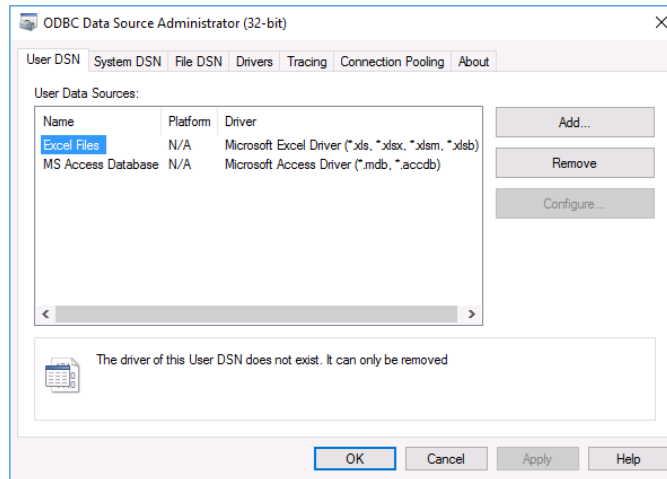 ODBC Data Source Administrator (32-bit)
User DSN System DSN File DSN Drivers Tracing Connection Pooling About
User Data Sources:
Name Platform Driver
Excel Files N/A Microsoft Excel Driver (*.xls, *.xlsx, *.xlsm, *.xlsb)
MS Access Database N/A Microsoft Access Driver (*.mdb, *.accdb)
Add...
Remove
Configure...
The driver of this User DSN does not exist. It can only be removed
OK Cancel Apply Help